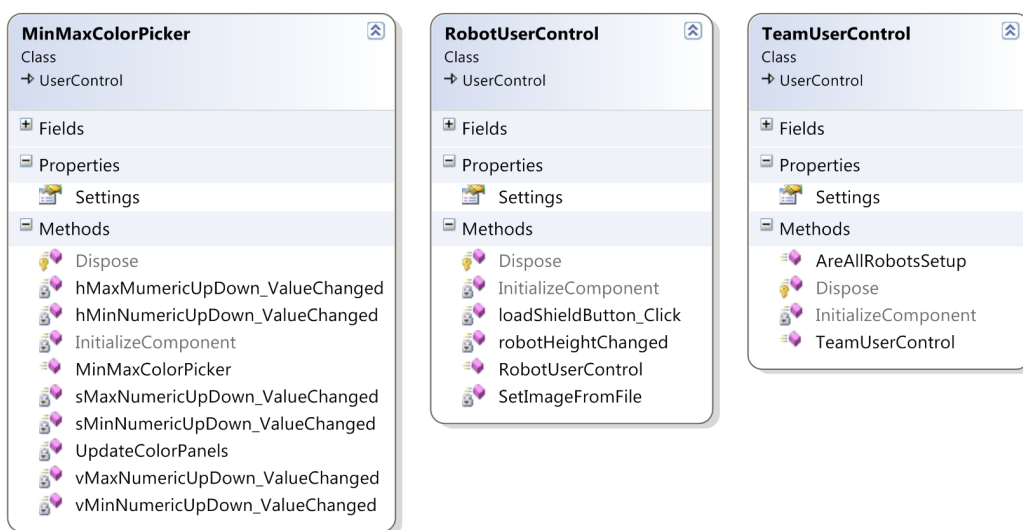 MinMaxColorPicker
Class
UserControl
Fields
Properties
Settings
Methods
Dispose
hMaxMumericUpDown_ValueChanged
hMinNumericUpDown_ValueChanged
InitializeComponent
MinMaxColorPicker
sMaxNumericUpDown_ValueChanged
sMinNumericUpDown_ValueChanged
UpdateColorPanels
vMaxNumericUpDown_ValueChanged
vMinNumericUpDown_ValueChanged
RobotUserControl
Class
UserControl
Fields
Properties
Settings
Methods
Dispose
InitializeComponent
loadShieldButton_Click
robotHeightChanged
RobotUserControl
SetImageFromFile
TeamUserControl
Class
UserControl
Fields
Properties
Settings
Methods
AreAllRobotsSetup
Dispose
InitializeComponent
TeamUserControl